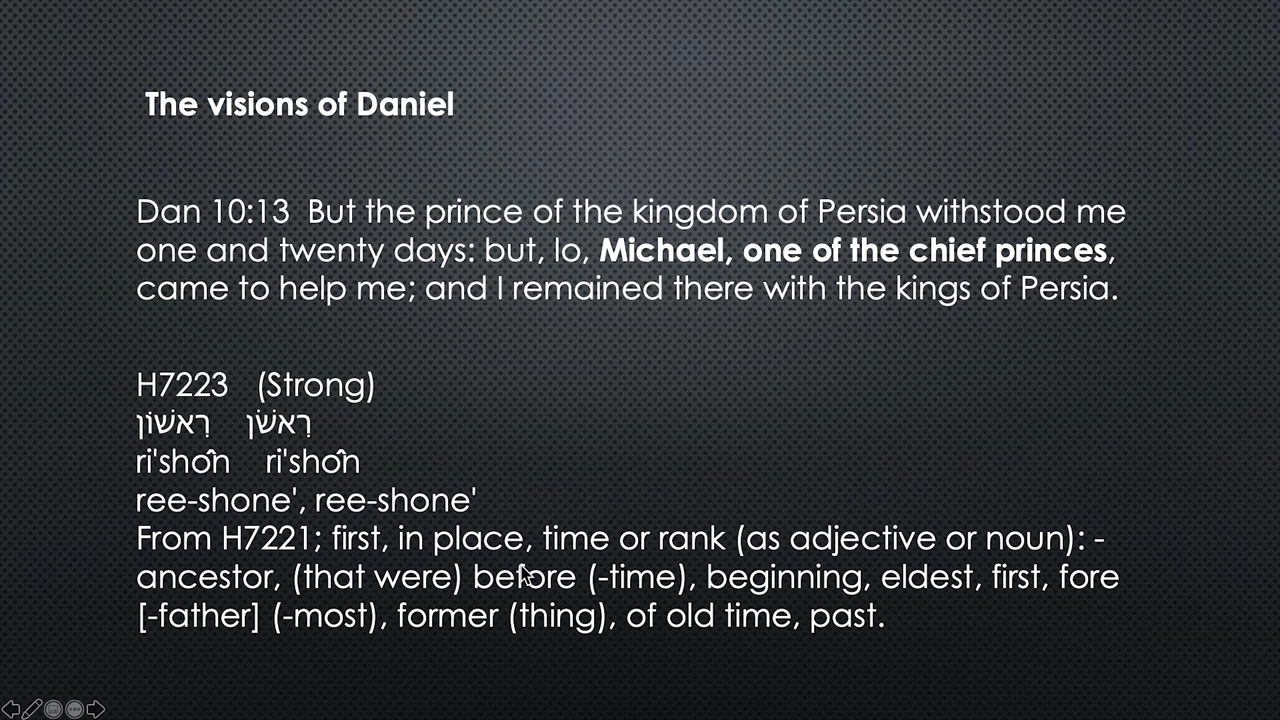 The visions of Daniel
Dan 10:13  But the prince of the kingdom of Persia withstood me
one and twenty days: but, lo, Michael, one of the chief princes,
came to help me; and I remained there with the kings of Persia.
H7223   (Strong)
רִאשׁוֹן    רִאשֹׁן
ri'shôn    ri'shôn
ree-shone', ree-shone'
From H7221; first, in place, time or rank (as adjective or noun): -
ancestor, (that were) before (-time), beginning, eldest, first, fore
[-father] (-most), former (thing), of old time, past.